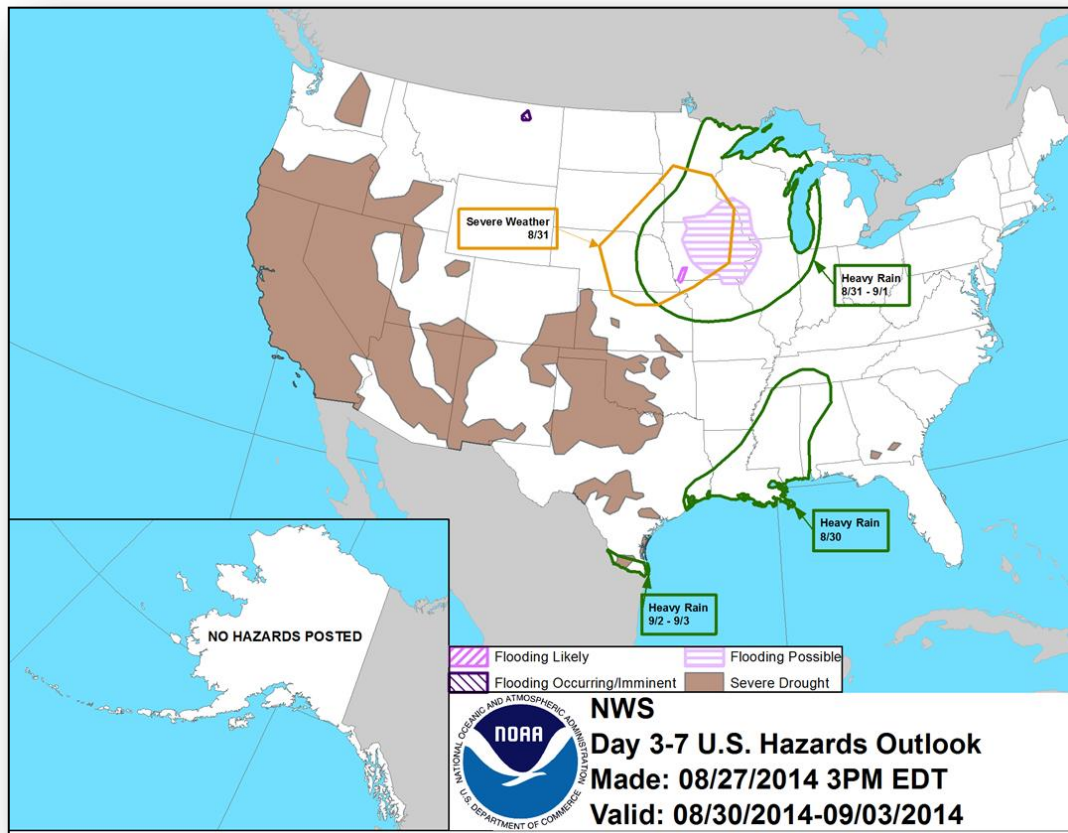 Severe Weather
8/31
Heavy Rain
8/31 - 9/1
Heavy Rain
8/30
Heavy Rain
9/2 - 9/3
NO HAZARDS POSTED
Flooding Likely
Flooding Possible
Flooding Occurring/Imminent
Severe Drought
NATIONAL OCEANIC AND ATMOSPHERIC ADMINISTRATION
NOAA
U.S. DEPARTMENT OF COMMERCE
NWS
Day 3-7 U.S. Hazards Outlook
Made: 08/27/2014 3PM EDT
Valid: 08/30/2014-09/03/2014